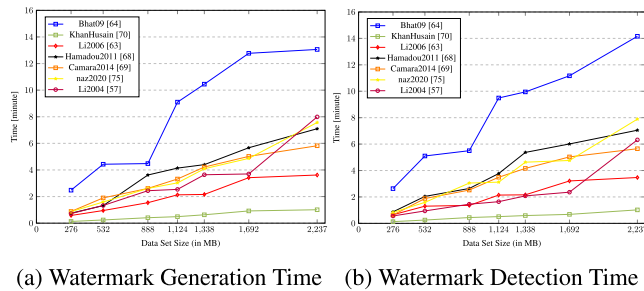 16
14
12
10
8
6
4
2
0
Time [minute]
Bhat09 [64]
KhanHusain [70]
Li2006 [63]
Hamadou2011 [68]
Camara2014 [69]
naz2020 [75]
Li2004 [57]
0 276 532 888 1,124 1,338 1,692 2,237
Data Set Size (in MB)
(a) Watermark Generation Time
16
14
12
10
8
6
4
2
0
Time [minute]
Bhat09 [64]
KhanHusain [70]
Li2006 [63]
Hamadou2011 [68]
Camara2014 [69]
naz2020 [75]
Li2004 [57]
0 276 532 888 1,124 1,338 1,692 2,237
Data Set Size (in MB)
(b) Watermark Detection Time